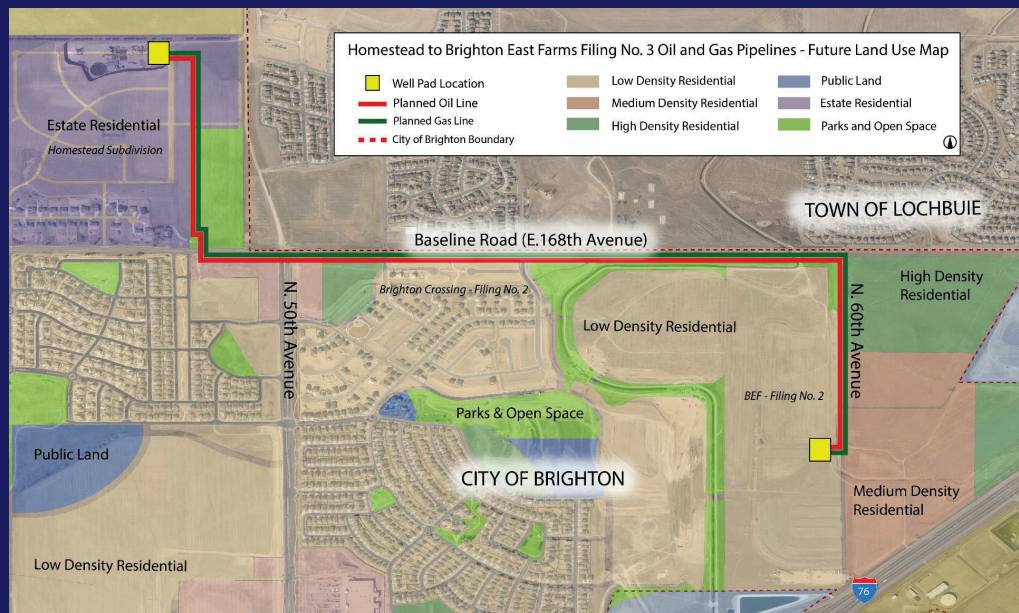 Homestead to Brighton East Farms Filing No. 3 Oil and Gas Pipelines - Future Land Use Map
Well Pad Location
Planned Oil Line
Planned Gas Line
City of Brighton Boundary
Low Density Residential
Medium Density Residential
High Density Residential
Public Land
Estate Residential
Parks and Open Space
Estate Residential
Homestead Subdivision
TOWN OF LOCHBUIE
Baseline Road (E.168th Avenue)
N. 50th Avenue
Brighton Crossing - Filing No. 2
Low Density Residential
N. 60th Avenue
High Density
Residential
BEF - Filing No. 2
Parks & Open Space
Public Land
CITY OF BRIGHTON
Medium Density
Residential
Low Density Residential
76